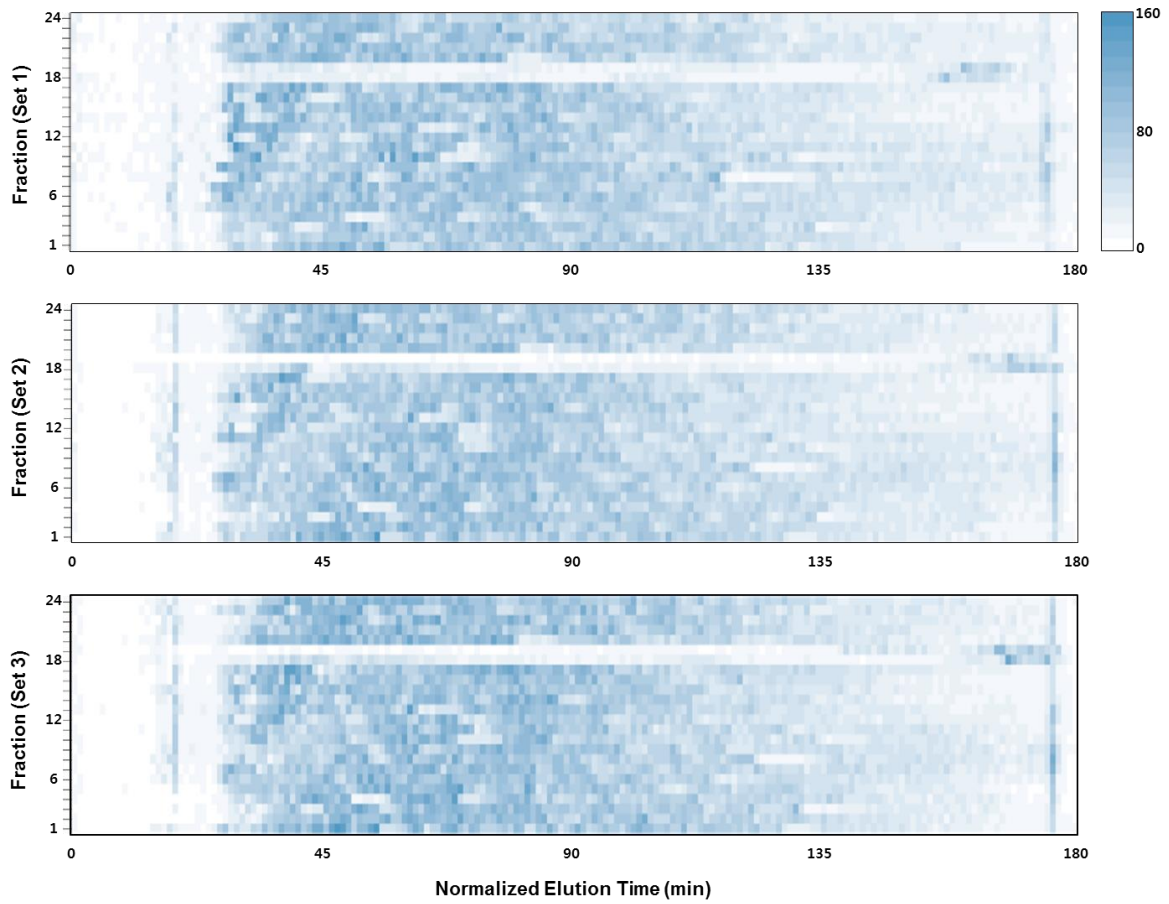 24
18
12
6
1
Fraction (Set 1)
0 45 90 135 180
160
80
0
24
18
12
6
1
Fraction (Set 2)
0 45 90 135 180
24
18
12
6
1
Fraction (Set 3)
0 45 90 135 180
Normalized Elution Time (min)